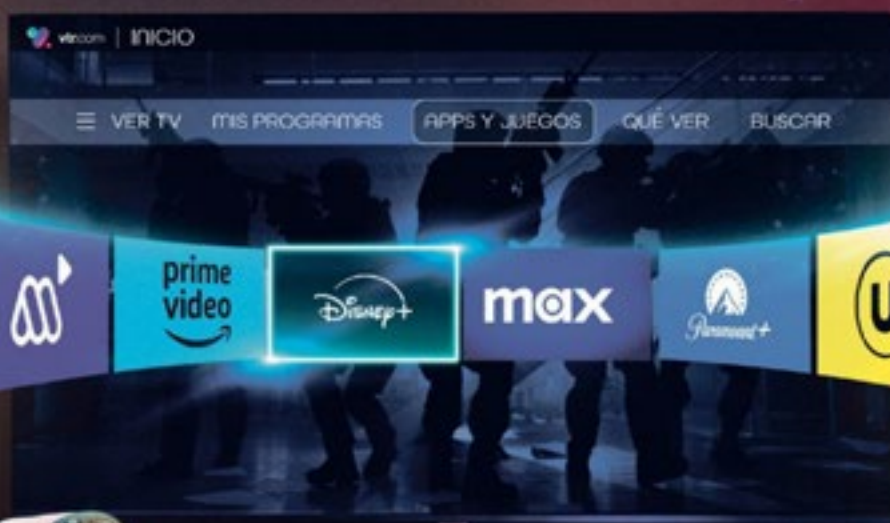 vtr.com | INICIO
VER TV MIS PROGRAMAS APPS Y JUEGOS QUÉ VER BUSCAR
prime video
Disney+
max
Paramount+
U